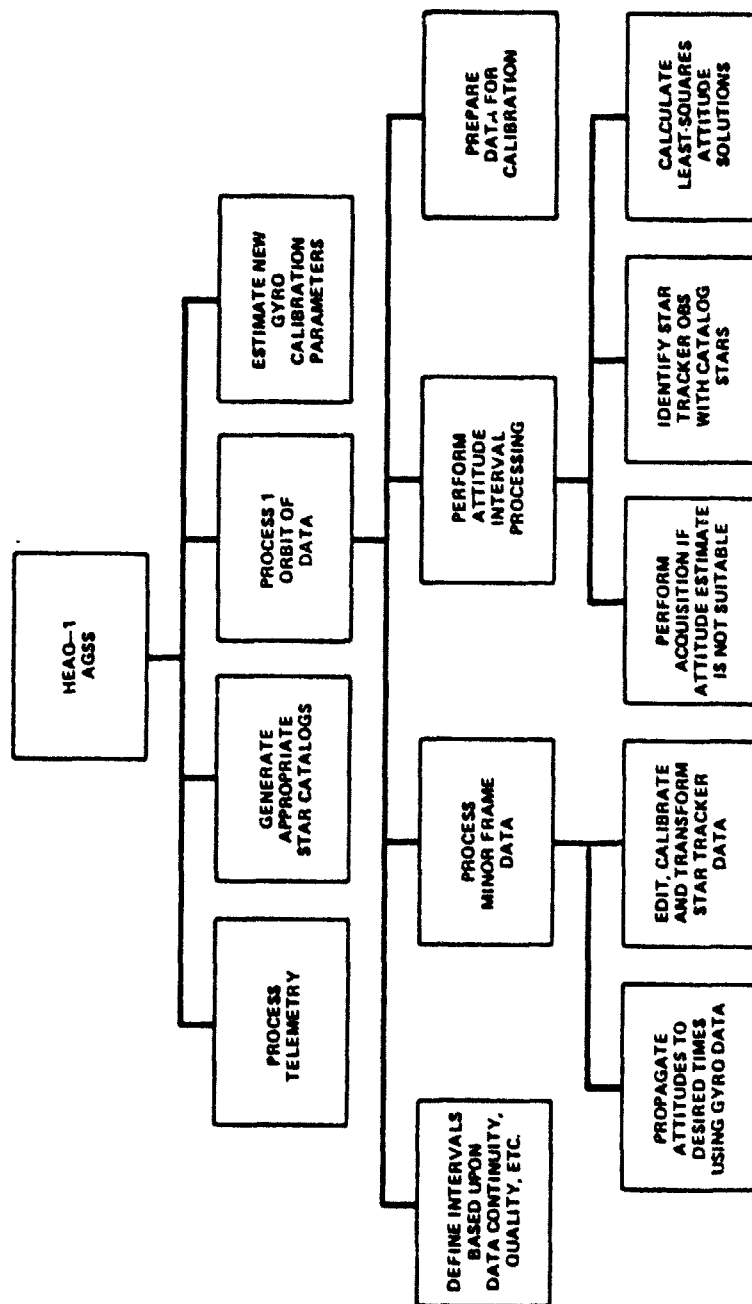 HEAO-1
AGSS
PROCESS
TELEMETRY
GENERATE
APPROPRIATE
STAR CATALOGS
PROCESS 1
ORBIT OF
DATA
ESTIMATE NEW
GYRO
CALIBRATION
PARAMETERS
DEFINE INTERVALS
BASED UPON
DATA CONTINUITY,
QUALITY, ETC.
PROCESS
MINOR FRAME
DATA
PERFORM
ATTITUDE
INTERVAL
PROCESSING
PREPARE
DATA FOR
CALIBRATION
PROPAGATE
ATTITUDES TO
DESIRED TIMES
USING GYRO DATA
EDIT, CALIBRATE
AND TRANSFORM
STAR TRACKER
DATA
PERFORM
ACQUISITION IF
ATTITUDE ESTIMATE
IS NOT SUITABLE
IDENTIFY STAR
TRACKER OBS
WITH CATALOG
STARS
CALCULATE
LEAST-SQUARES
ATTITUDE
SOLUTIONS